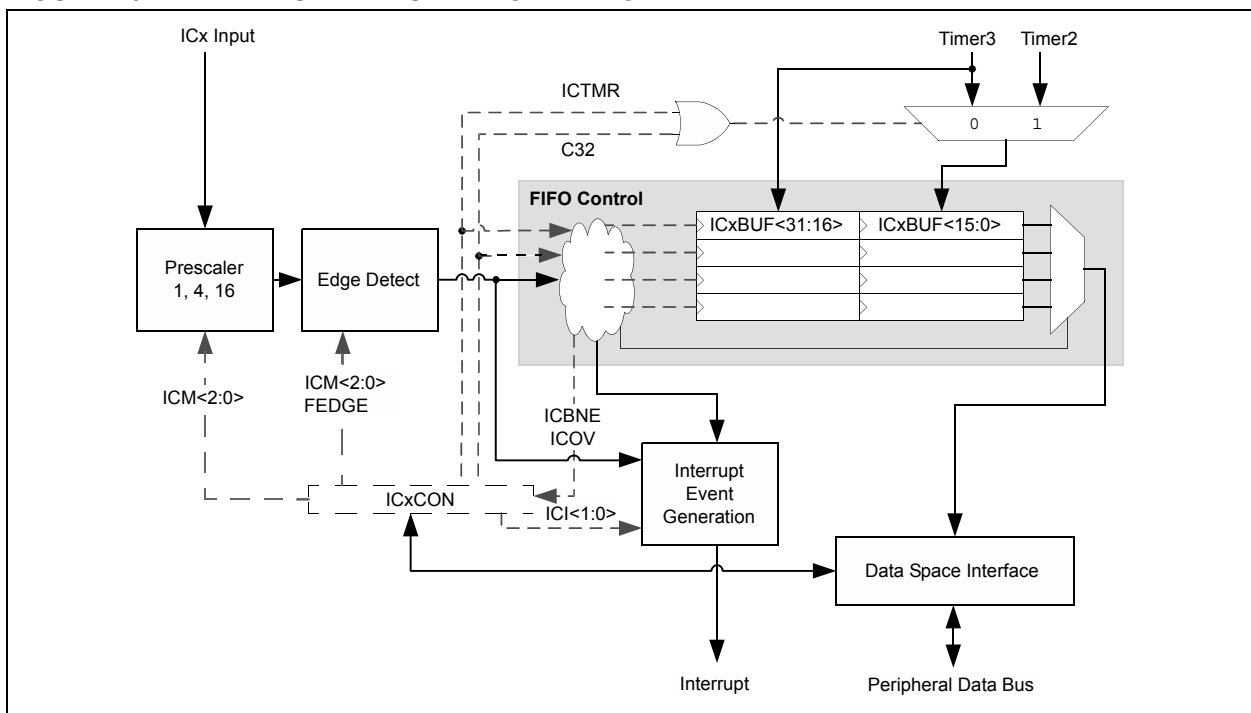 ICx Input
Timer3
Timer2
ICTMR
0
1
C32
FIFO Control
ICxBUF<31:16>
ICxBUF<15:0>
Prescaler
1, 4, 16
Edge Detect
ICM<2:0>
ICM<2:0>
FEDGE
ICBNE
ICOV
Interrupt
Event
Generation
ICxCON
ICI<1:0>
Data Space Interface
Interrupt
Peripheral Data Bus